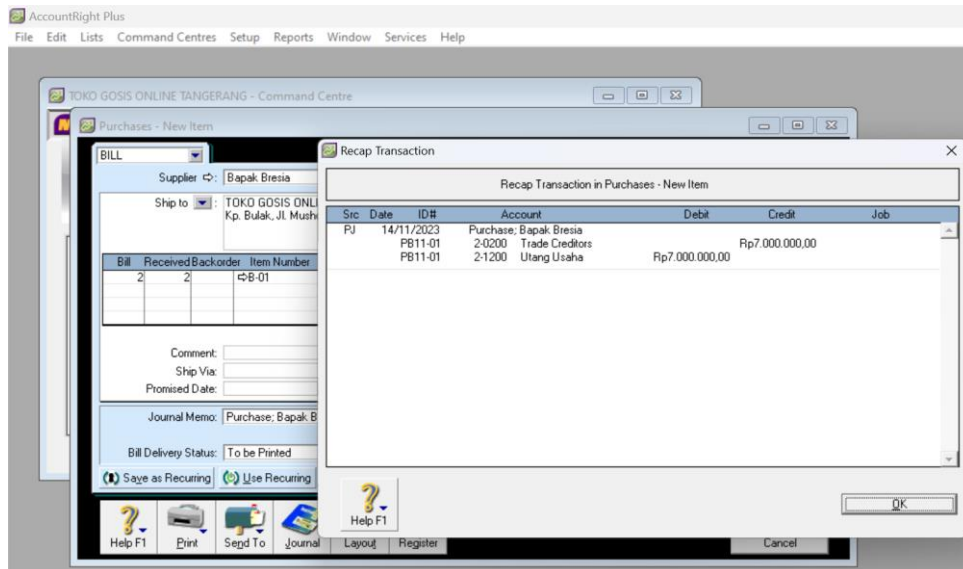 AccountRight Plus
File Edit Lists Command Centres Setup Reports Window Services Help
TOKO GOSIS ONLINE TANGERANG - Command Centre
Purchases - New Item
BILL
Supplier ⇨: Bapak Bresia
Ship to : TOKO GOSIS ONLI
Kp. Bulak, Jl. Mush
Bill Received Backorder Item Number
2 2 ⇨B-01
Comment:
Ship Via:
Promised Date:
Journal Memo: Purchase; Bapak B
Bill Delivery Status: To be Printed
Save as Recurring Use Recurring
Help F1 Print Send To Journal Layout Register Cancel
Recap Transaction
Recap Transaction in Purchases - New Item
Src Date ID# Account Debit Credit Job
PJ 14/11/2023 Purchase; Bapak Bresia
PB11-01 2-0200 Trade Creditors Rp7.000.000,00
PB11-01 2-1200 Utang Usaha Rp7.000.000,00
Help F1
OK